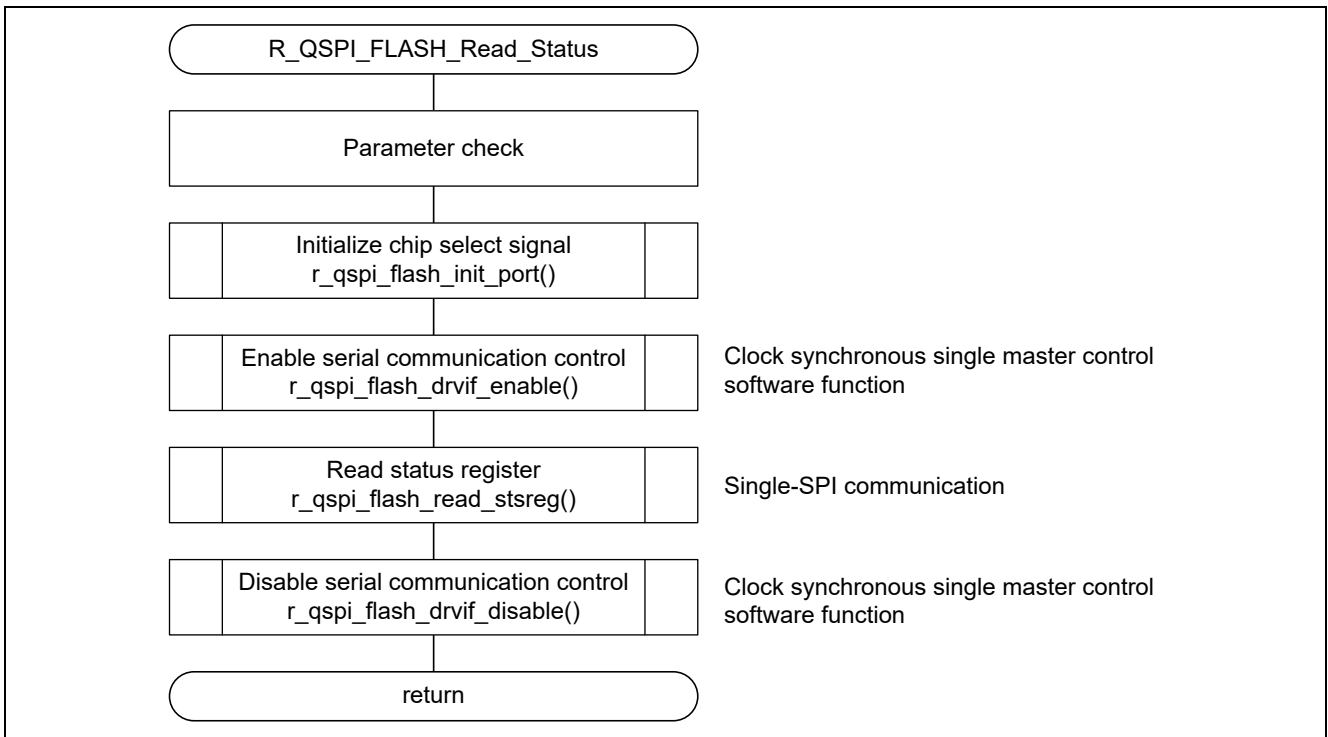 R_QSPI_FLASH_Read_Status
Parameter check
Initialize chip select signal
r_qspi_flash_init_port()
Enable serial communication control
r_qspi_flash_drvif_enable()
Clock synchronous single master control
software function
Read status register
r_qspi_flash_read_stsreg()
Single-SPI communication
Disable serial communication control
r_qspi_flash_drvif_disable()
Clock synchronous single master control
software function
return